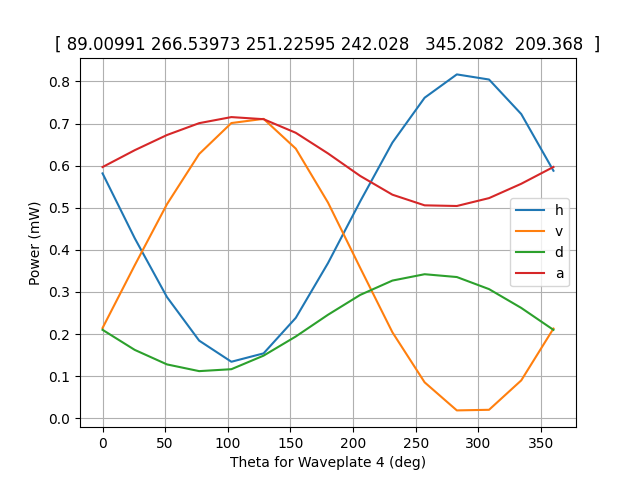 [ 89.00991 266.53973 251.22595 242.028   345.2082  209.368  ]
0.8
0.7
0.6
0.5
0.4
0.3
0.2
0.1
0.0
Power (mW)
h
v
d
a
0 50 100 150 200 250 300 350
Theta for Waveplate 4 (deg)